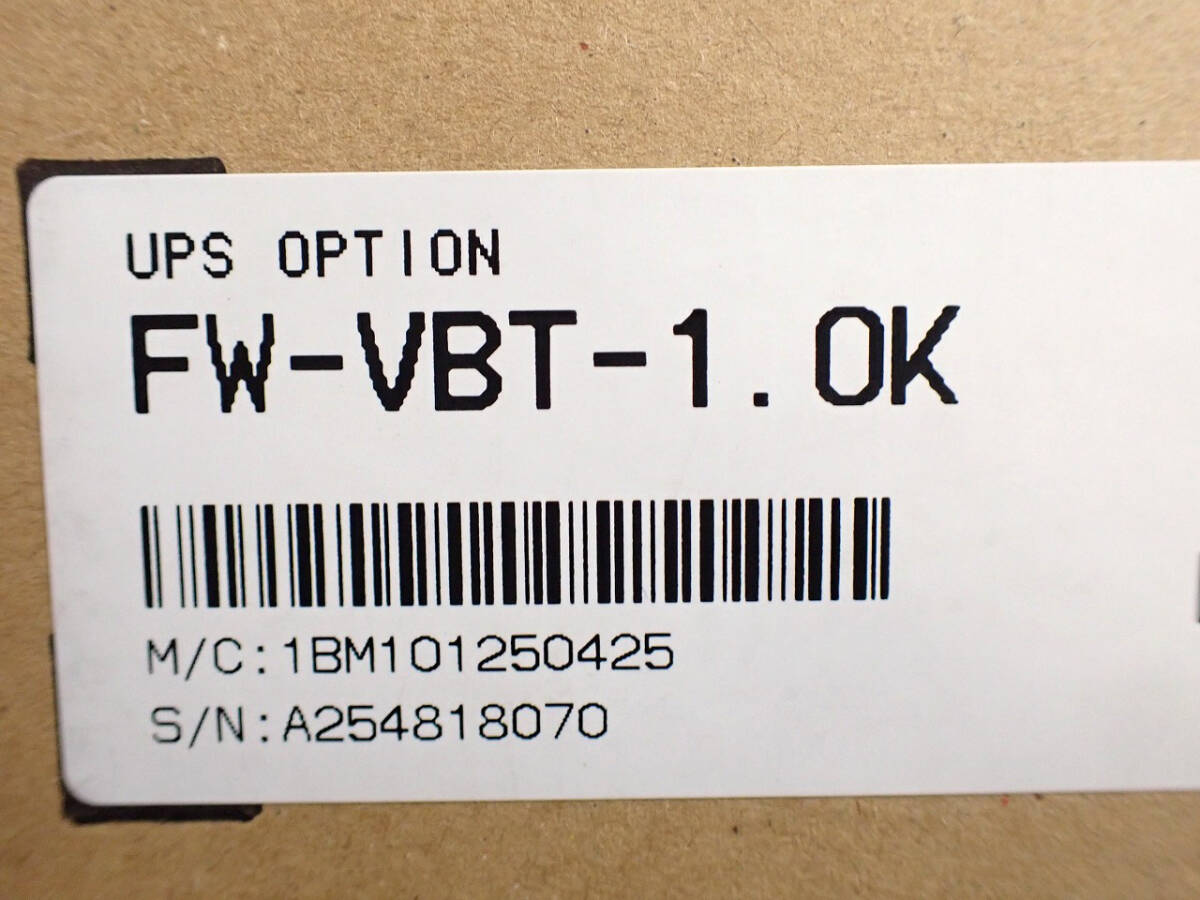 UPS OPTION
FW-VBT-1.0K
M/C:1BM101250425
S/N:A254818070